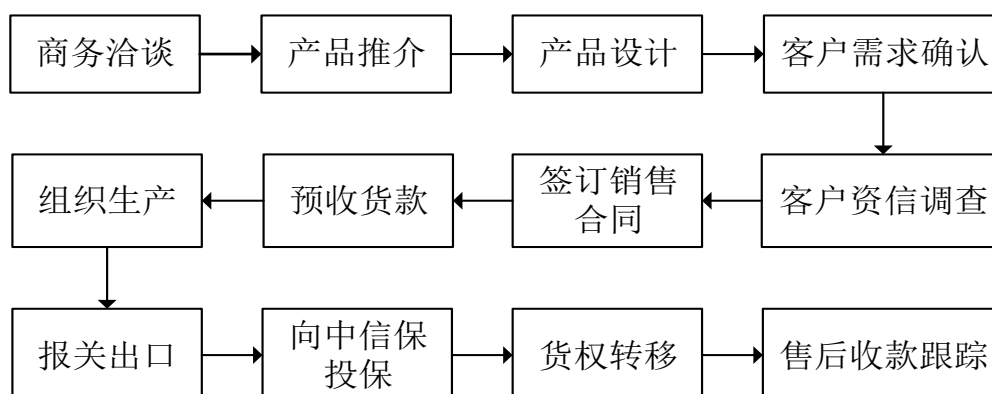 商务洽谈
产品推介
产品设计
客户需求确认
客户资信调查
签订销售
合同
预收货款
组织生产
报关出口
向中信保
投保
货权转移
售后收款跟踪